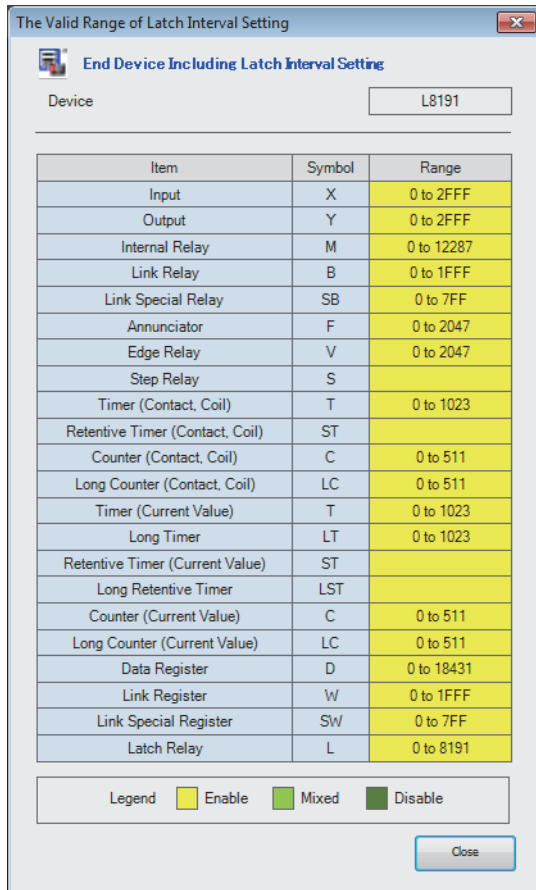 The Valid Range of Latch Interval Setting
End Device Including Latch Interval Setting
Device L8191
Item Symbol Range
Input X 0 to 2FFF
Output Y 0 to 2FFF
Internal Relay M 0 to 12287
Link Relay B 0 to 1FFF
Link Special Relay SB 0 to 7FF
Annunciator F 0 to 2047
Edge Relay V 0 to 2047
Step Relay S
Timer (Contact, Coil) T 0 to 1023
Retentive Timer (Contact, Coil) ST
Counter (Contact, Coil) C 0 to 511
Long Counter (Contact, Coil) LC 0 to 511
Timer (Current Value) T 0 to 1023
Long Timer LT 0 to 1023
Retentive Timer (Current Value) ST
Long Retentive Timer LST
Counter (Current Value) C 0 to 511
Long Counter (Current Value) LC 0 to 511
Data Register D 0 to 18431
Link Register W 0 to 1FFF
Link Special Register SW 0 to 7FF
Latch Relay L 0 to 8191
Legend Enable Mixed Disable
Close